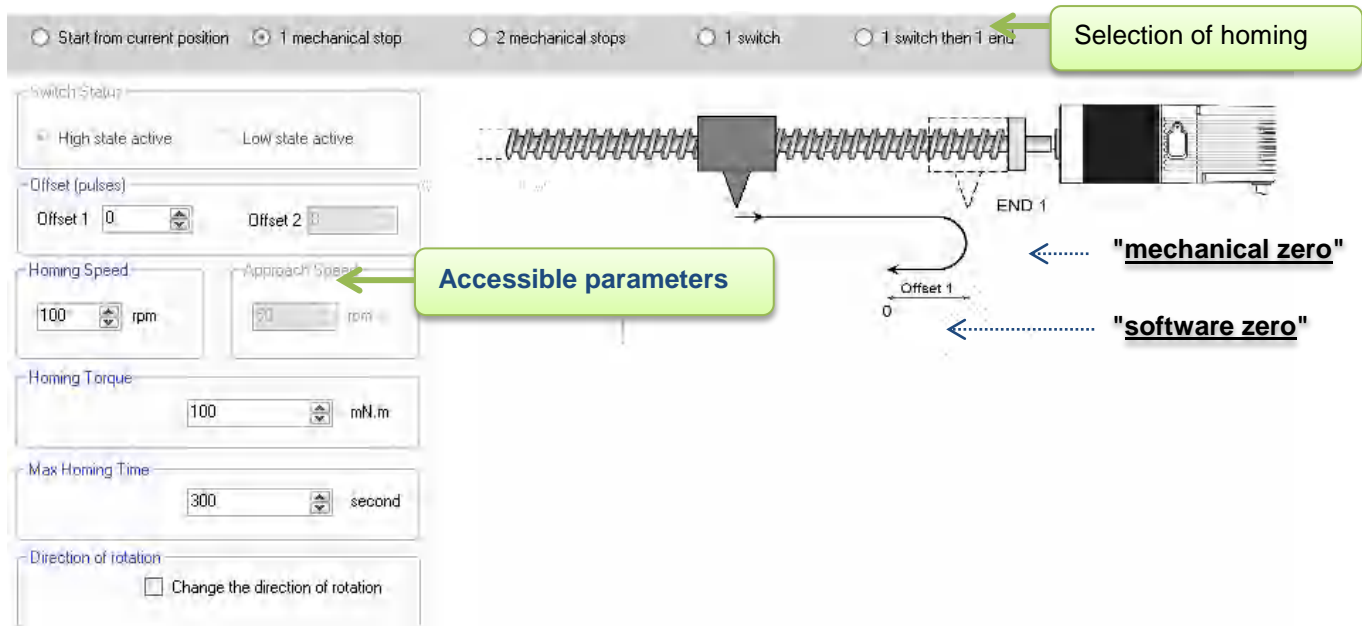 Start from current position 1 mechanical stop 2 mechanical stops 1 switch 1 switch then 1 end
Selection of homing
Switch Status
High state active Low state active
Offset (pulses)
Offset 1 0 Offset 2 0
END 1
"mechanical zero"
Homing Speed Approach Speed
Accessible parameters
Offset 1
100 rpm 50 rpm
0
"software zero"
Homing Torque
100 mN.m
Max Homing Time
300 second
Direction of rotation
Change the direction of rotation